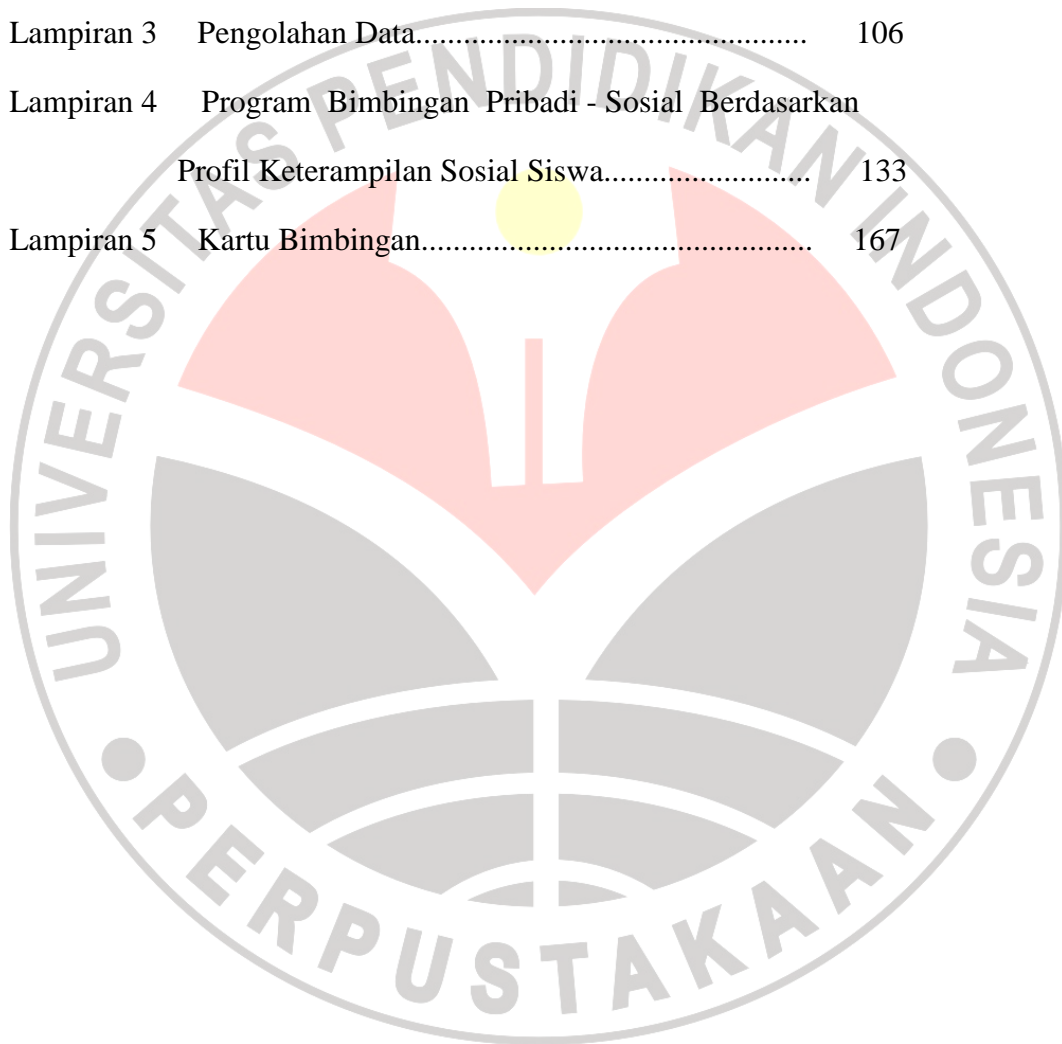 Lampiran 3 Pengolahan Data................................................ 106
Lampiran 4 Program Bimbingan Pribadi - Sosial Berdasarkan
Profil Keterampilan Sosial Siswa......................... 133
Lampiran 5 Kartu Bimbingan................................................ 167
UNIVERSITAS PENDIDIKAN INDONESIA
PERPUSTAKAAN